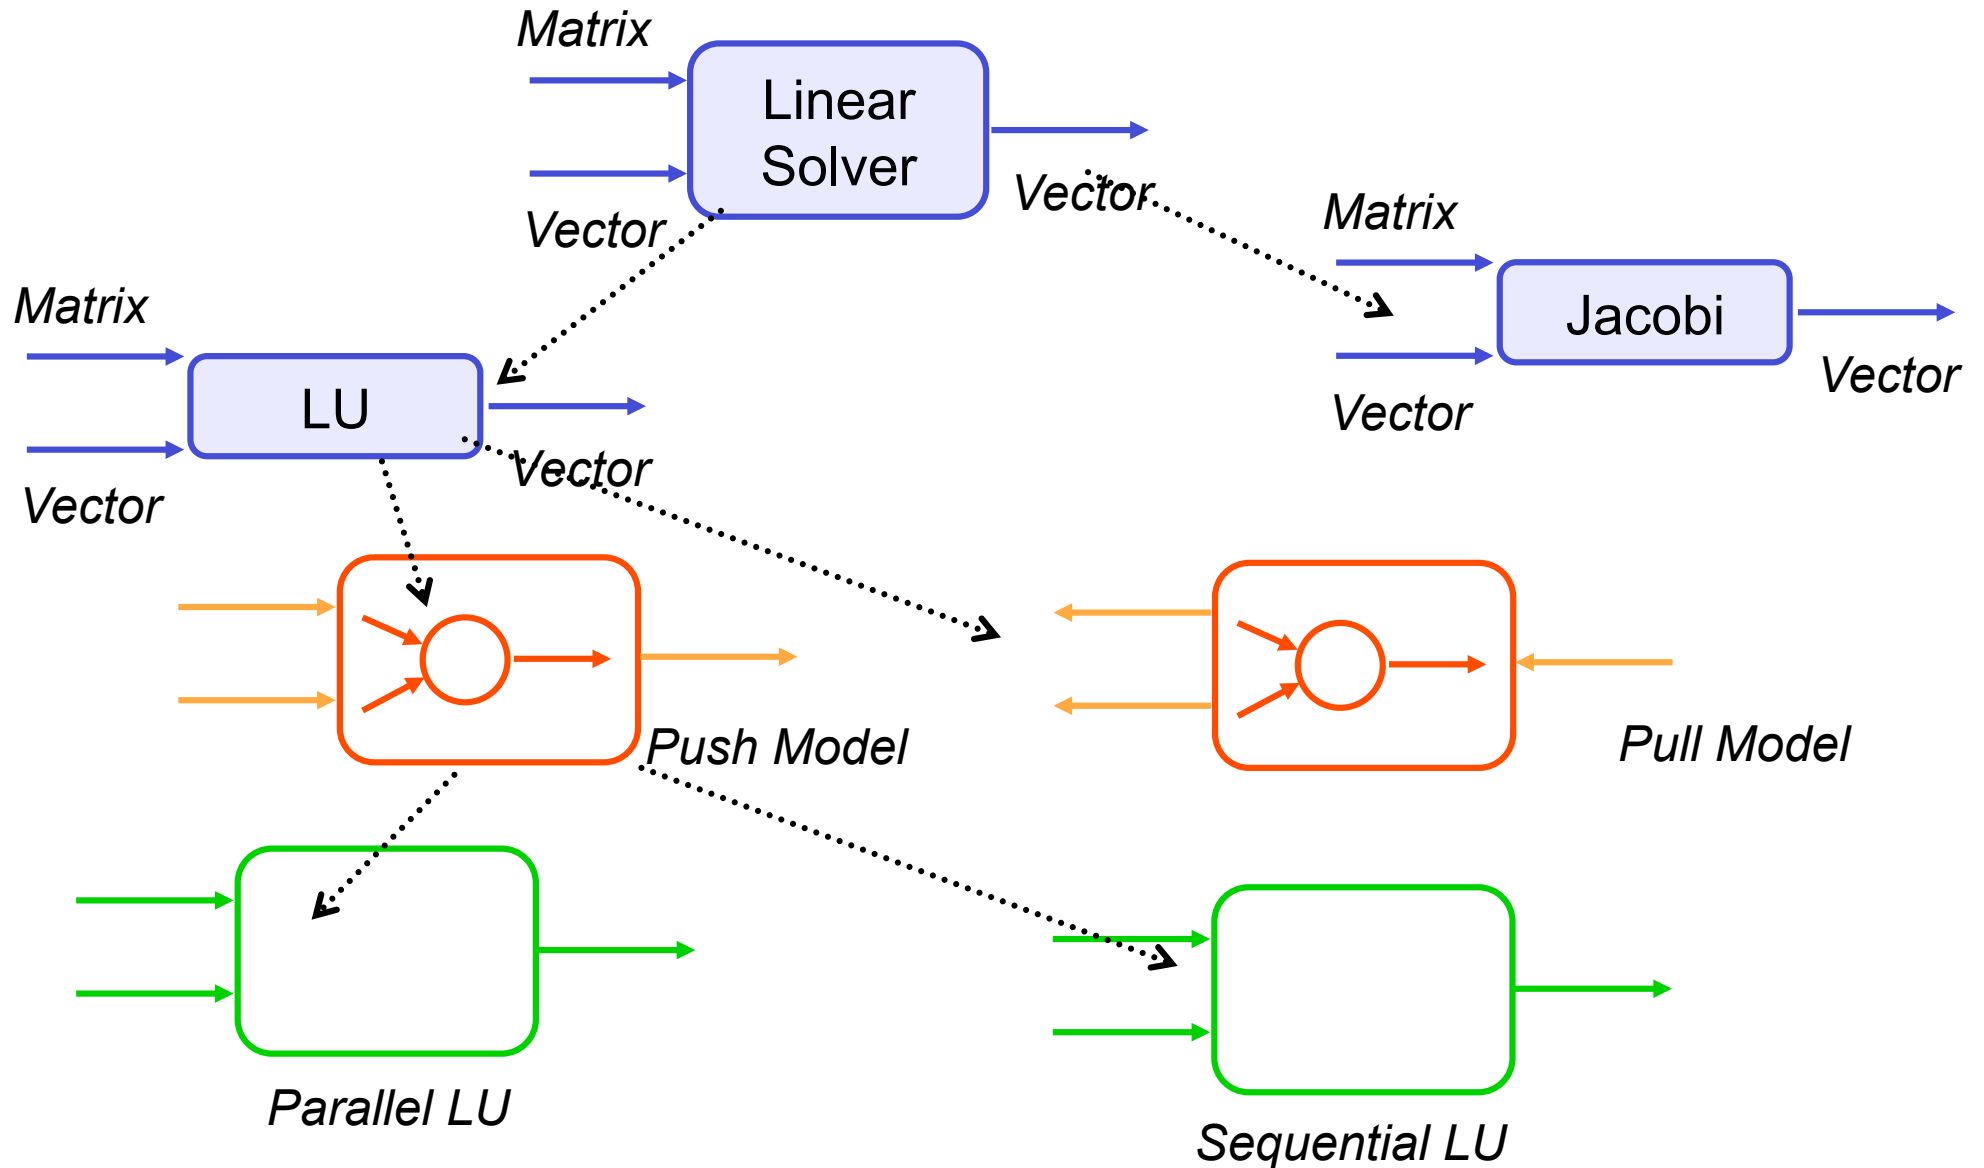 Matrix
Linear
Solver
Vector
Vector
Matrix
Jacobi
Vector
Vector
Matrix
LU
Vector
Vector
Push Model
Pull Model
Parallel LU
Sequential LU